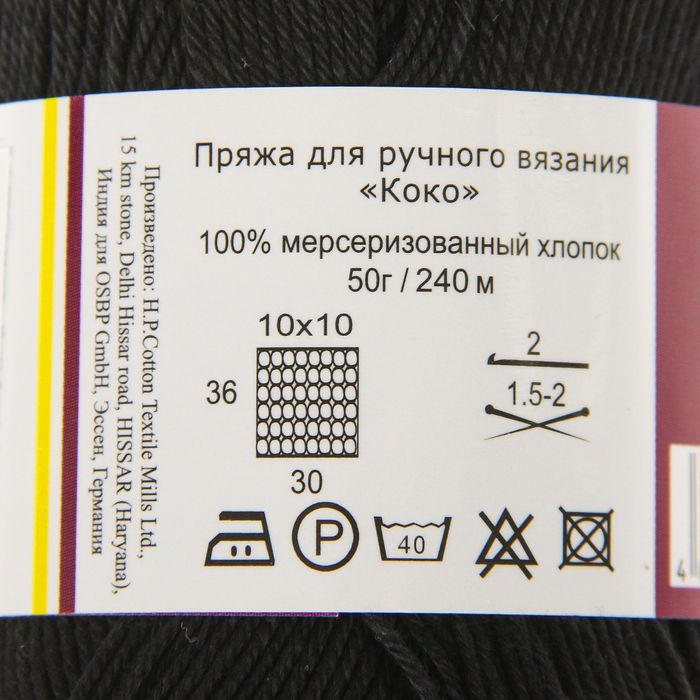 Пряжа для ручного вязания
«Коко»
100% мерсеризованный хлопок
50г / 240 м
10x10
36
30
2
1.5-2
P
40
Произведено: H.P.Cotton Textile Mills Ltd.,
15 km stone, Delhi Hissar road, HISSAR (Haryana),
Индия для OSBP GmbH, Эссен, Германия
4